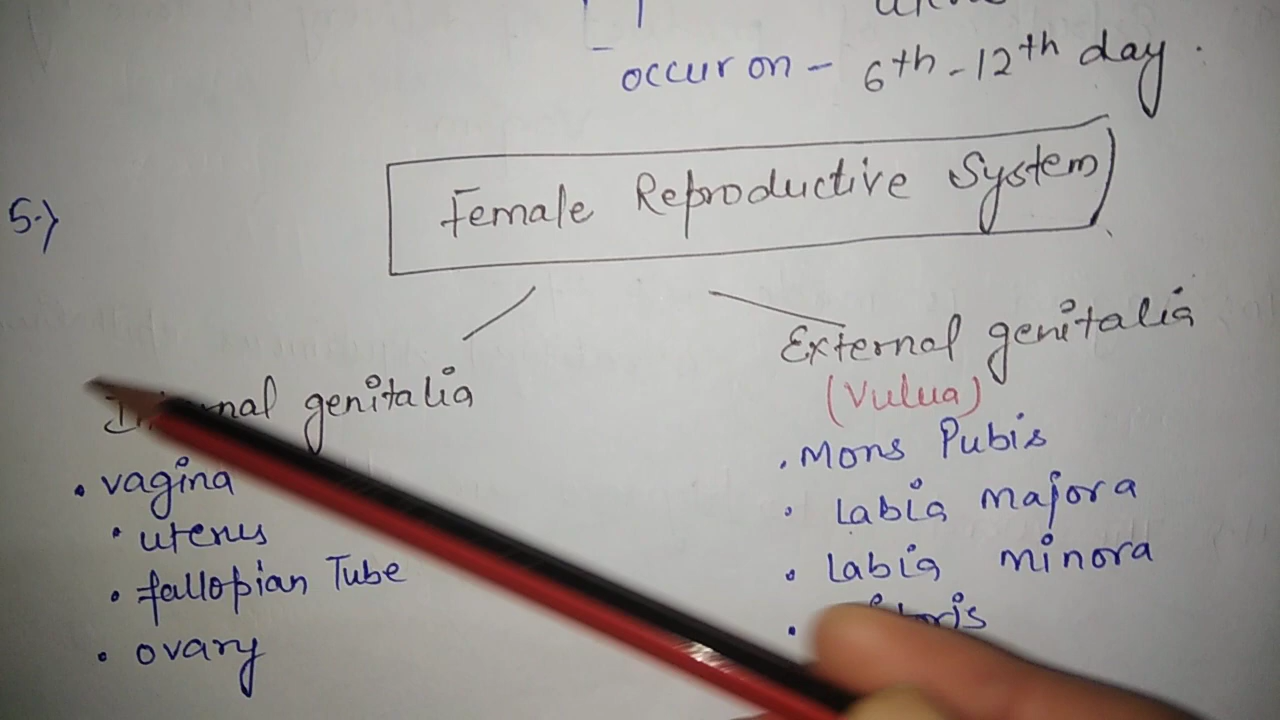 occur on - 6th - 12th day.
5.)
Female Reproductive System
External genitalia
genitalia
(Vulua)
. Mons Pubis
. vagina
. Labia majora
. uterus
. Labia minora
. fallopian Tube
. ovary